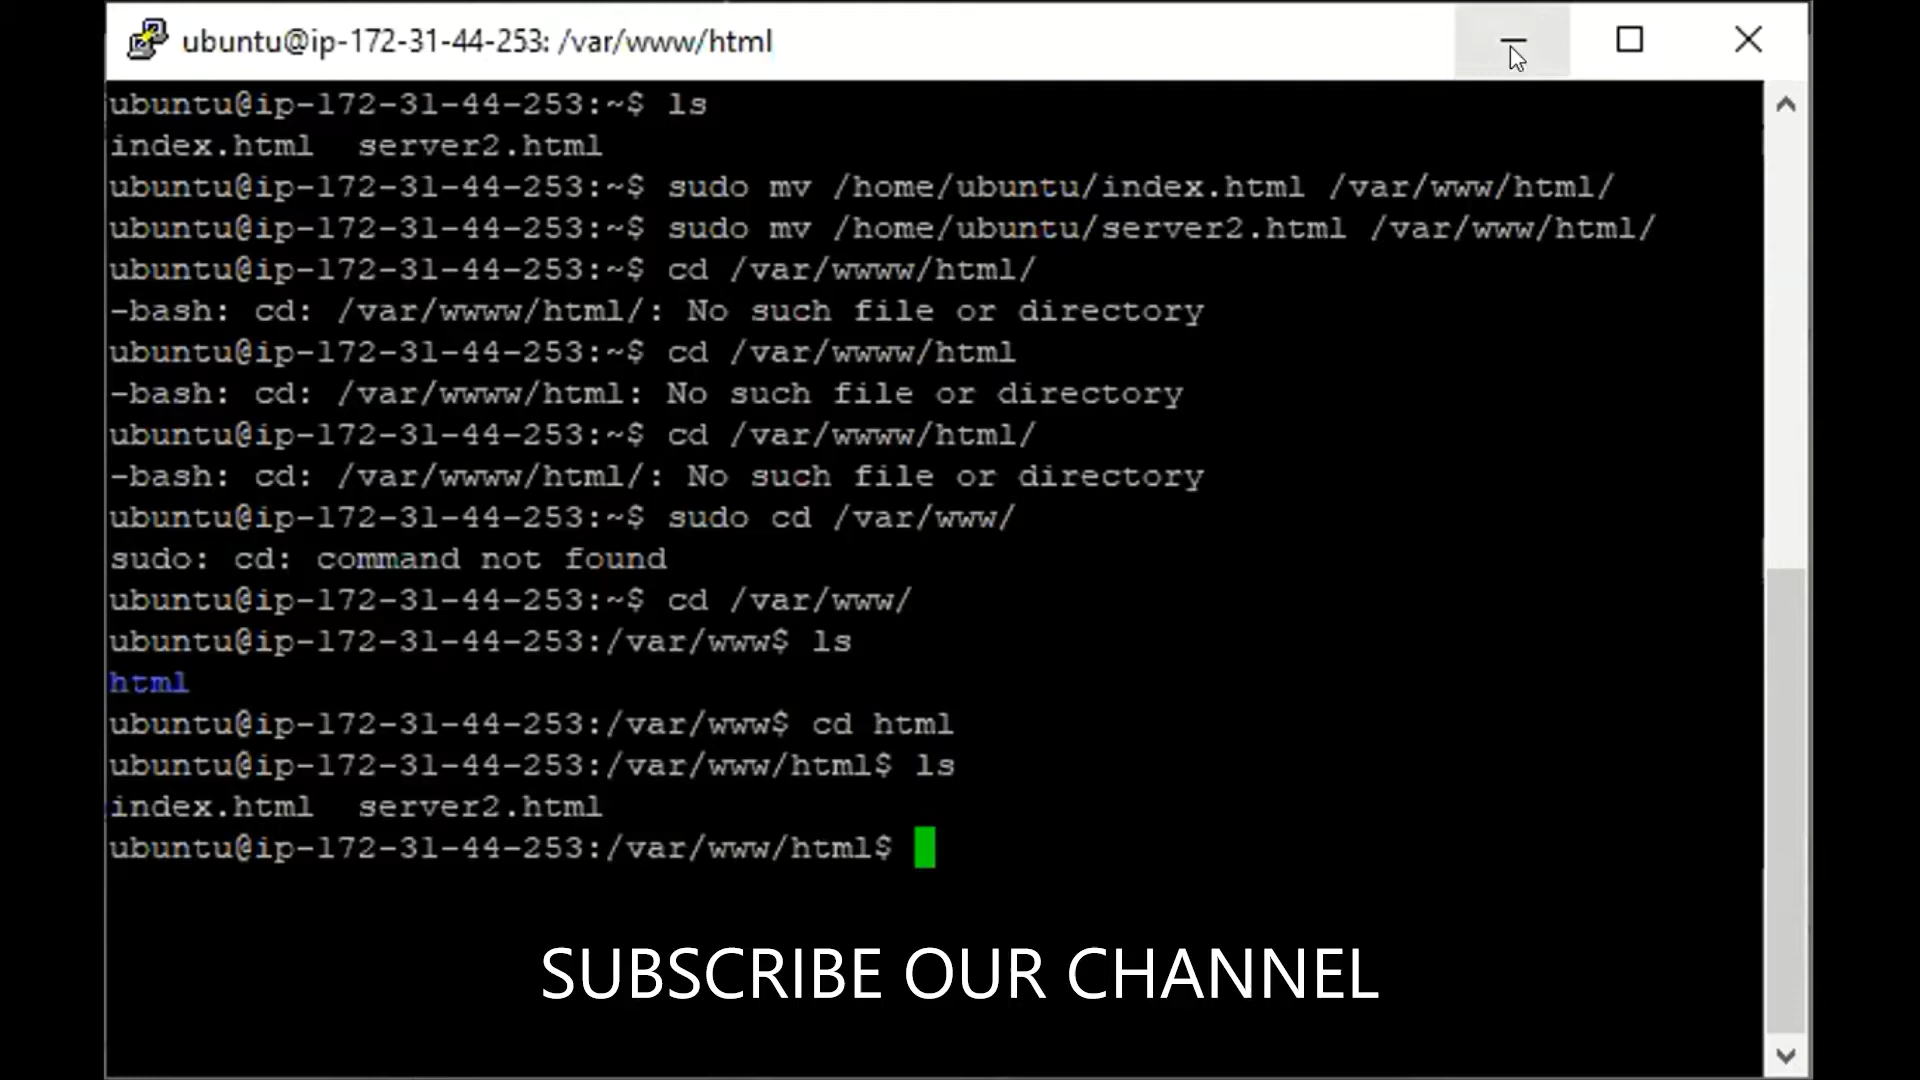 ubuntu@ip-172-31-44-253: /var/www/html
ubuntu@ip-172-31-44-253:~$ ls
index.html  server2.html
ubuntu@ip-172-31-44-253:~$ sudo mv /home/ubuntu/index.html /var/www/html/
ubuntu@ip-172-31-44-253:~$ sudo mv /home/ubuntu/server2.html /var/www/html/
ubuntu@ip-172-31-44-253:~$ cd /var/wwww/html/
-bash: cd: /var/wwww/html/: No such file or directory
ubuntu@ip-172-31-44-253:~$ cd /var/wwww/html
-bash: cd: /var/wwww/html: No such file or directory
ubuntu@ip-172-31-44-253:~$ cd /var/wwww/html/
-bash: cd: /var/wwww/html/: No such file or directory
ubuntu@ip-172-31-44-253:~$ sudo cd /var/www/
sudo: cd: command not found
ubuntu@ip-172-31-44-253:~$ cd /var/www/
ubuntu@ip-172-31-44-253:/var/www$ ls
html
ubuntu@ip-172-31-44-253:/var/www$ cd html
ubuntu@ip-172-31-44-253:/var/www/html$ ls
index.html  server2.html
ubuntu@ip-172-31-44-253:/var/www/html$
SUBSCRIBE OUR CHANNEL